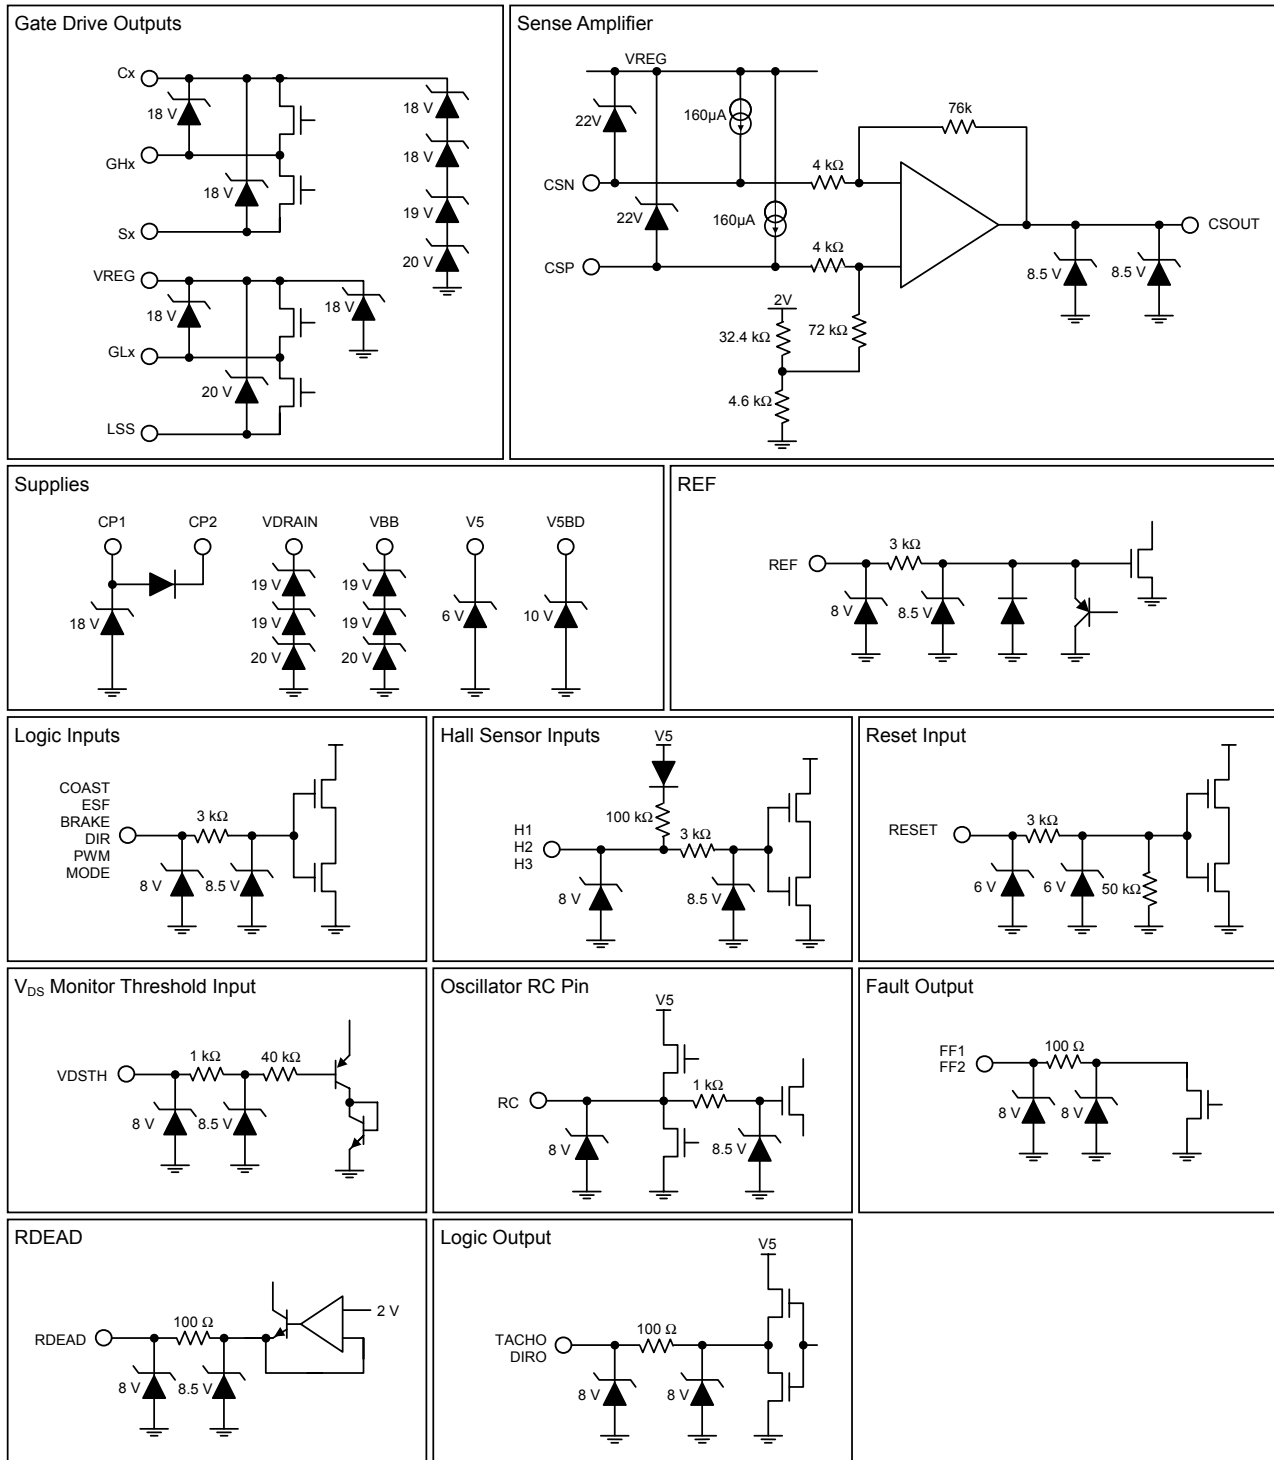 Gate Drive Outputs
Cx
18 V
GHx
18 V
Sx
18 V
18 V
19 V
20 V
VREG
18 V
18 V
GLx
20 V
LSS
Sense Amplifier
VREG
22V
160µA
76k
CSN
4 kΩ
22V
160µA
CSOUT
CSP
4 kΩ
8.5 V
8.5 V
2V
32.4 kΩ
72 kΩ
4.6 kΩ
Supplies
CP1
CP2
VDRAIN
VBB
V5
V5BD
18 V
19 V
19 V
20 V
19 V
19 V
20 V
6 V
10 V
REF
REF
3 kΩ
8 V
8.5 V
Logic Inputs
COAST
ESF
BRAKE
DIR
PWM
MODE
3 kΩ
8 V
8.5 V
Hall Sensor Inputs
V5
100 kΩ
H1
H2
H3
3 kΩ
8 V
8.5 V
Reset Input
RESET
3 kΩ
6 V
6 V
50 kΩ
VDS Monitor Threshold Input
VDSTH
1 kΩ
40 kΩ
8 V
8.5 V
Oscillator RC Pin
V5
RC
1 kΩ
8 V
8.5 V
Fault Output
FF1
FF2
100 Ω
8 V
8 V
RDEAD
RDEAD
100 Ω
2 V
8 V
8.5 V
Logic Output
V5
TACHO
DIRO
100 Ω
8 V
8 V